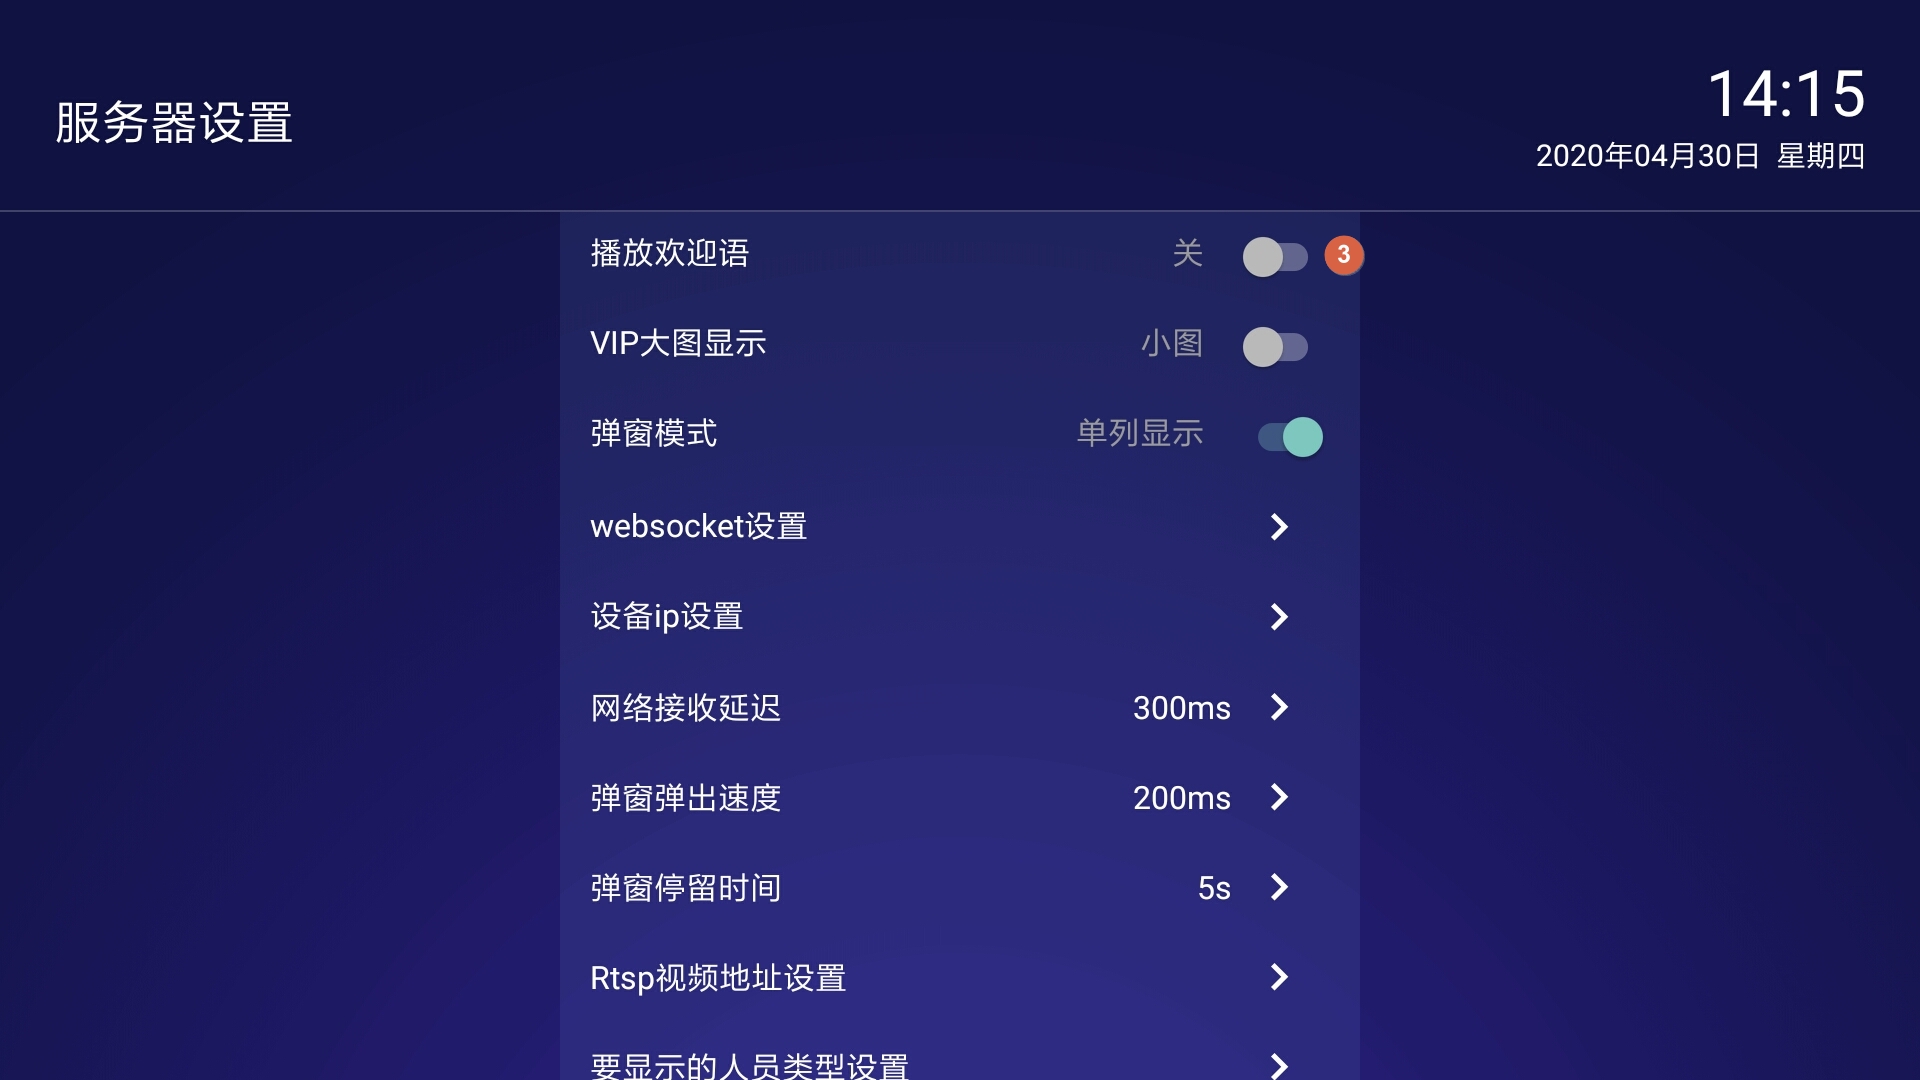 服务器设置
14:15
2020年04月30日 星期四
播放欢迎语 关 3
VIP大图显示 小图
弹窗模式 单列显示
websocket设置
设备ip设置
网络接收延迟 300ms
弹窗弹出速度 200ms
弹窗停留时间 5s
Rtsp视频地址设置
要显示的人员类型设置